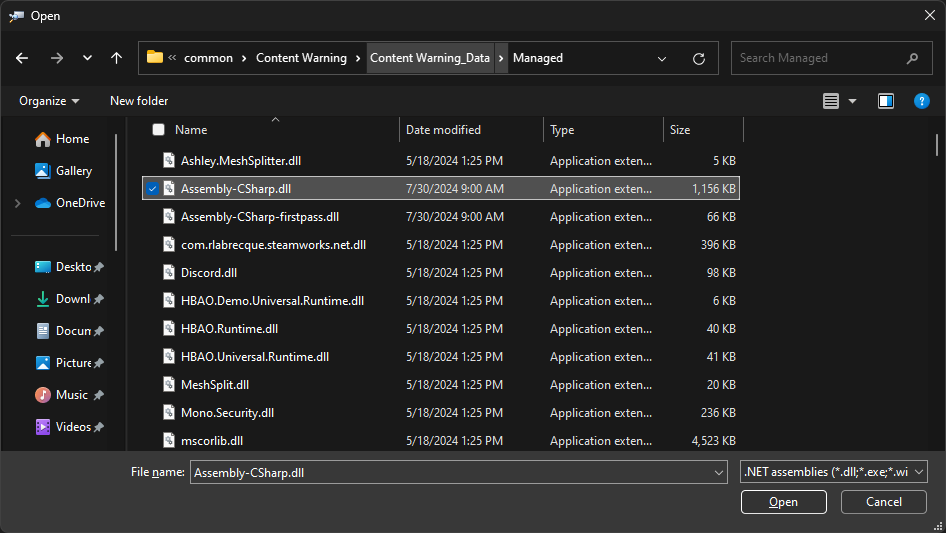 Open
« common > Content Warning > Content Warning_Data > Managed
Search Managed
Organize New folder
Home
Gallery
OneDrive
Deskto
Downl
Docun
Picture
Music
Videos
Name Date modified Type Size
Ashley.MeshSplitter.dll 5/18/2024 1:25 PM Application exten... 5 KB
Assembly-CSharp.dll 7/30/2024 9:00 AM Application exten... 1,156 KB
Assembly-CSharp-firstpass.dll 7/30/2024 9:00 AM Application exten... 66 KB
com.rlabrecque.steamworks.net.dll 5/18/2024 1:25 PM Application exten... 396 KB
Discord.dll 5/18/2024 1:25 PM Application exten... 98 KB
HBAO.Demo.Universal.Runtime.dll 5/18/2024 1:25 PM Application exten... 6 KB
HBAO.Runtime.dll 5/18/2024 1:25 PM Application exten... 40 KB
HBAO.Universal.Runtime.dll 5/18/2024 1:25 PM Application exten... 41 KB
MeshSplit.dll 5/18/2024 1:25 PM Application exten... 20 KB
Mono.Security.dll 5/18/2024 1:25 PM Application exten... 236 KB
mscorlib.dll 5/18/2024 1:25 PM Application exten... 4,523 KB
File name: Assembly-CSharp.dll .NET assemblies (*.dll;*.exe;*.wi
Open Cancel